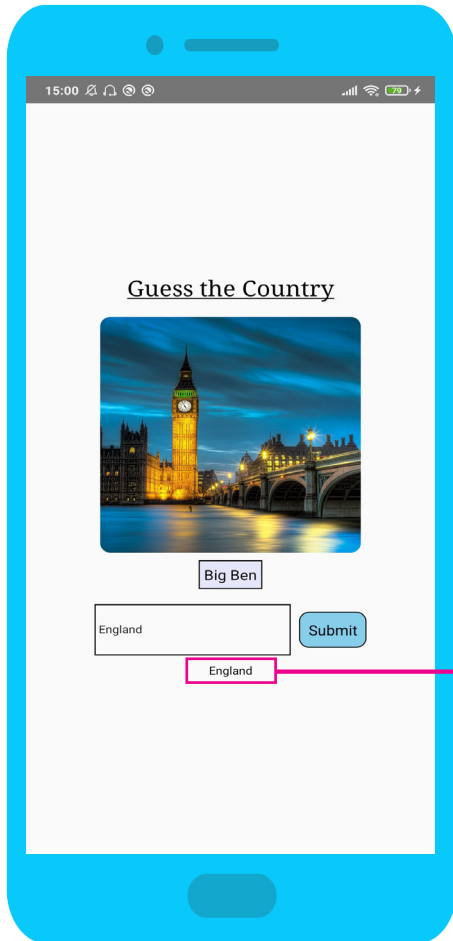 15:00
79
Guess the Country
Big Ben
England
Submit
England